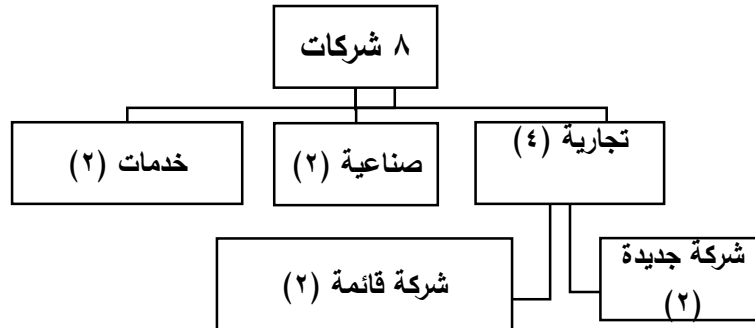 ٨ شركات
تجارية (٤)
صناعية (٢)
خدمات (٢)
شركة جديدة
(٢)
شركة قائمة (٢)